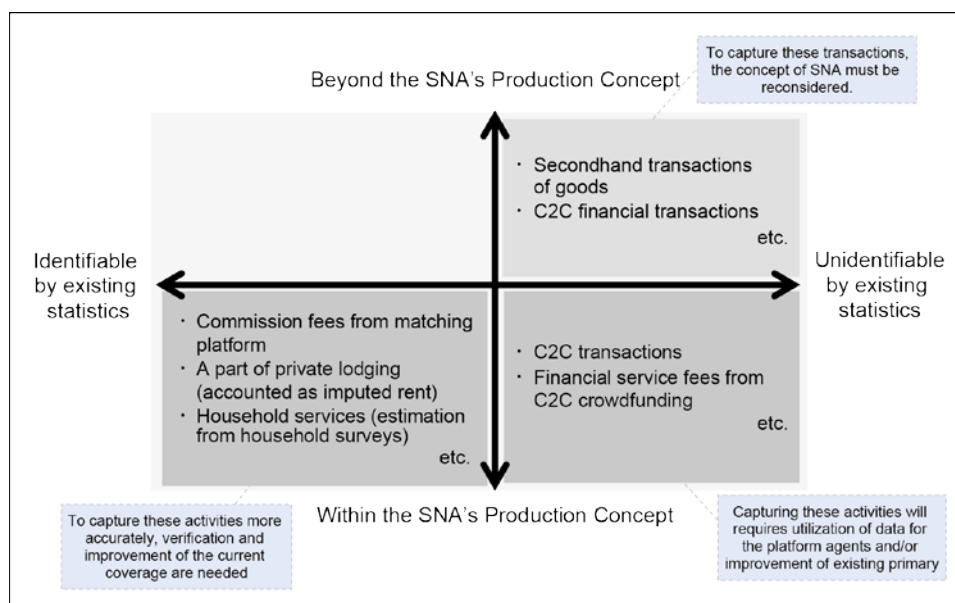 To capture these transactions,
the concept of SNA must be
reconsidered.
Beyond the SNA's Production Concept
・ Secondhand transactions
of goods
・ C2C financial transactions
etc.
Identifiable
by existing
statistics
Unidentifiable
by existing
statistics
・ Commission fees from matching
platform
・ A part of private lodging
(accounted as imputed rent)
・ Household services (estimation
from household surveys)
etc.
・ C2C transactions
・ Financial service fees from
C2C crowdfunding
etc.
Within the SNA's Production Concept
To capture these activities more
accurately, verification and
improvement of the current
coverage are needed
Capturing these activities will
requires utilization of data for
the platform agents and/or
improvement of existing primary